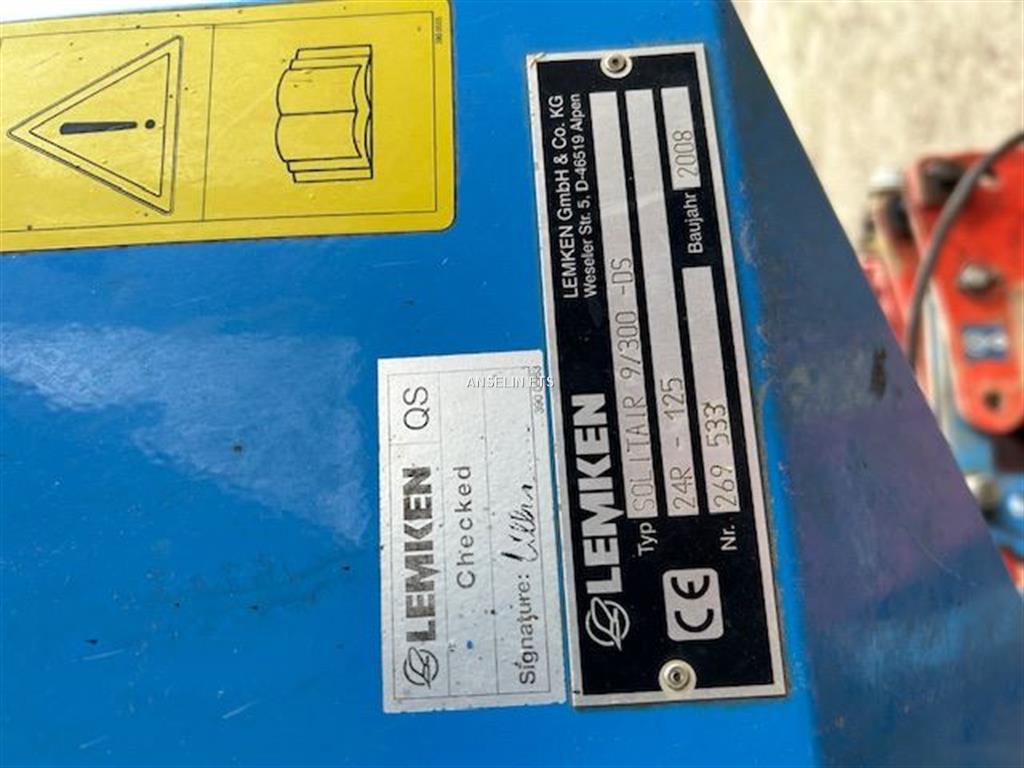 LEMKEN QS
Checked
Signature:
ANSELIN ETS
LEMKEN
LEMKEN GmbH & Co. KG
Weseler Str. 5, D-46519 Alpen
Typ SOLITAIR 9/300 -DS
24R - 125
Nr. 269 533 Baujahr 2008
CE